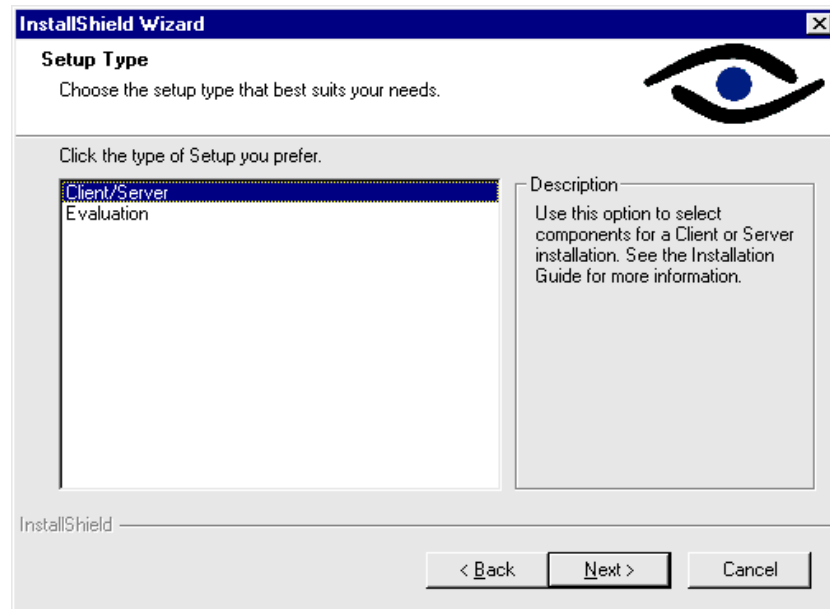 InstallShield Wizard
Setup Type
Choose the setup type that best suits your needs.
Click the type of Setup you prefer.
Client/Server
Evaluation
Description
Use this option to select
components for a Client or Server
installation. See the Installation
Guide for more information.
InstallShield
< Back
Next >
Cancel